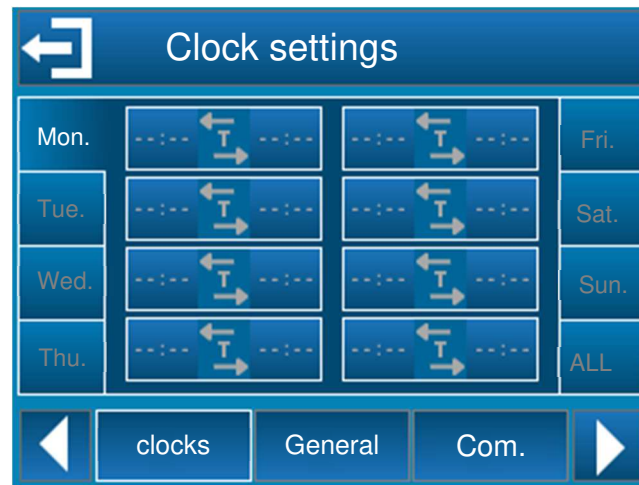 Clock settings
Mon. --:-- T --:-- --:-- T --:-- Fri.
Tue. --:-- T --:-- --:-- T --:-- Sat.
Wed. --:-- T --:-- --:-- T --:-- Sun.
Thu. --:-- T --:-- --:-- T --:-- ALL
clocks General Com.